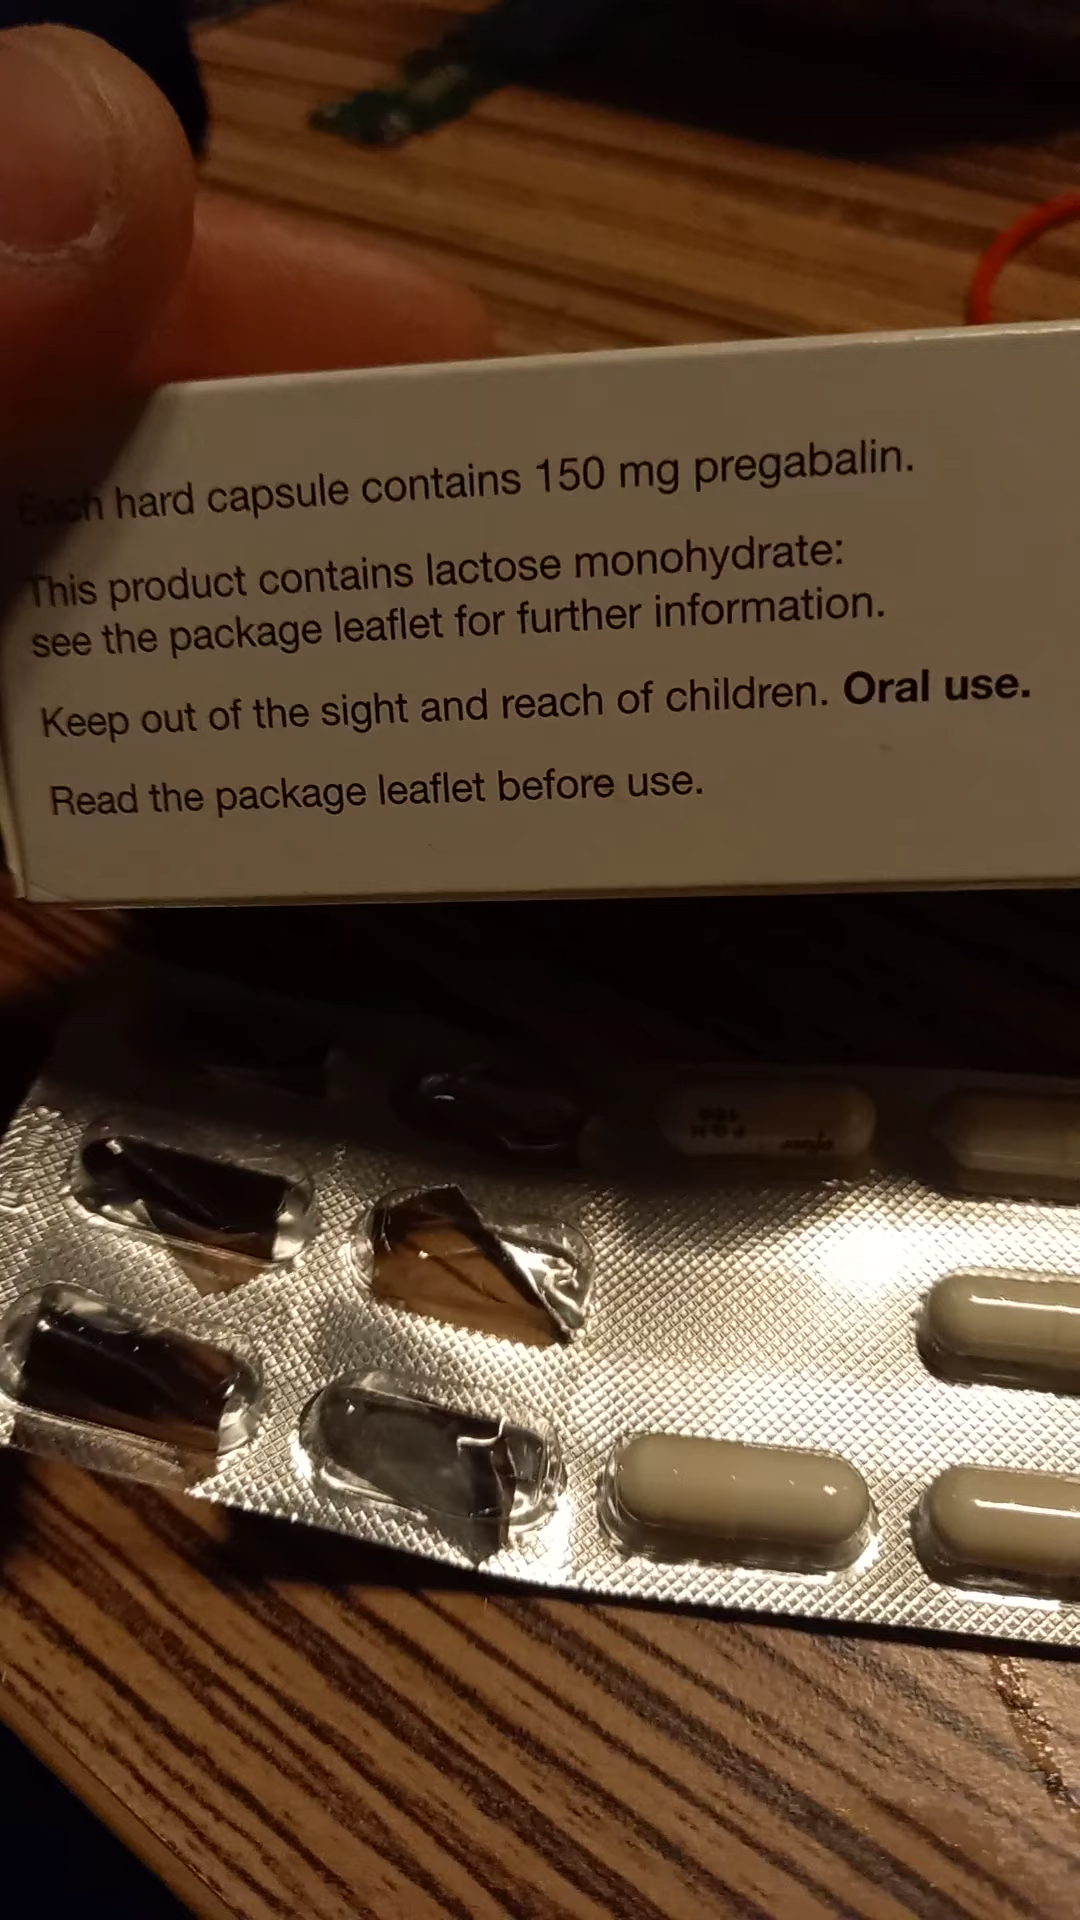 Each hard capsule contains 150 mg pregabalin.
This product contains lactose monohydrate:
see the package leaflet for further information.
Keep out of the sight and reach of children. Oral use.
Read the package leaflet before use.